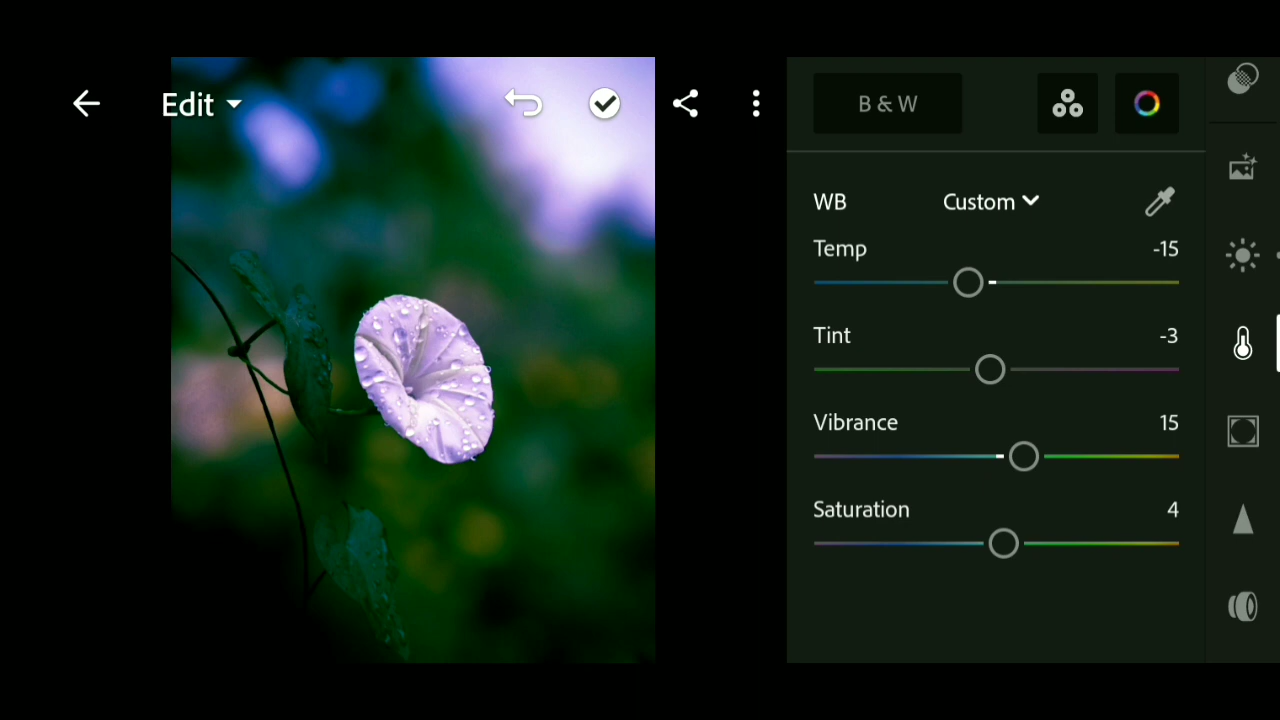 Edit
B & W
WB Custom
Temp -15
Tint -3
Vibrance 15
Saturation 4